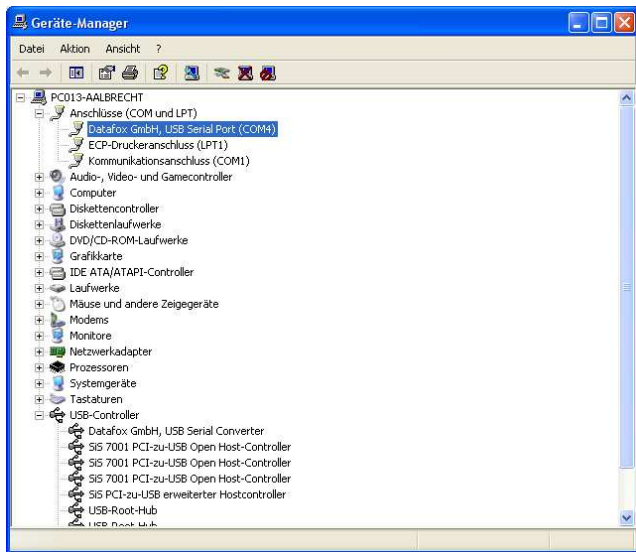 Geräte-Manager
Datei Aktion Ansicht ?
PC013-AALBRECHT
Anschlüsse (COM und LPT)
Datafox GmbH, USB Serial Port (COM4)
ECP-Druckeranschluss (LPT1)
Kommunikationsanschluss (COM1)
Audio-, Video- und Gamecontroller
Computer
Diskettencontroller
Diskettenlaufwerke
DVD/CD-ROM-Laufwerke
Grafikkarte
IDE ATA/ATAPI-Controller
Laufwerke
Mäuse und andere Zeigegeräte
Modems
Monitore
Netzwerkadapter
Prozessoren
Systemgeräte
Tastaturen
USB-Controller
Datafox GmbH, USB Serial Converter
SiS 7001 PCI-zu-USB Open Host-Controller
SiS 7001 PCI-zu-USB Open Host-Controller
SiS 7001 PCI-zu-USB Open Host-Controller
SiS PCI-zu-USB erweiterter Hostcontroller
USB-Root-Hub
USB-Root-Hub